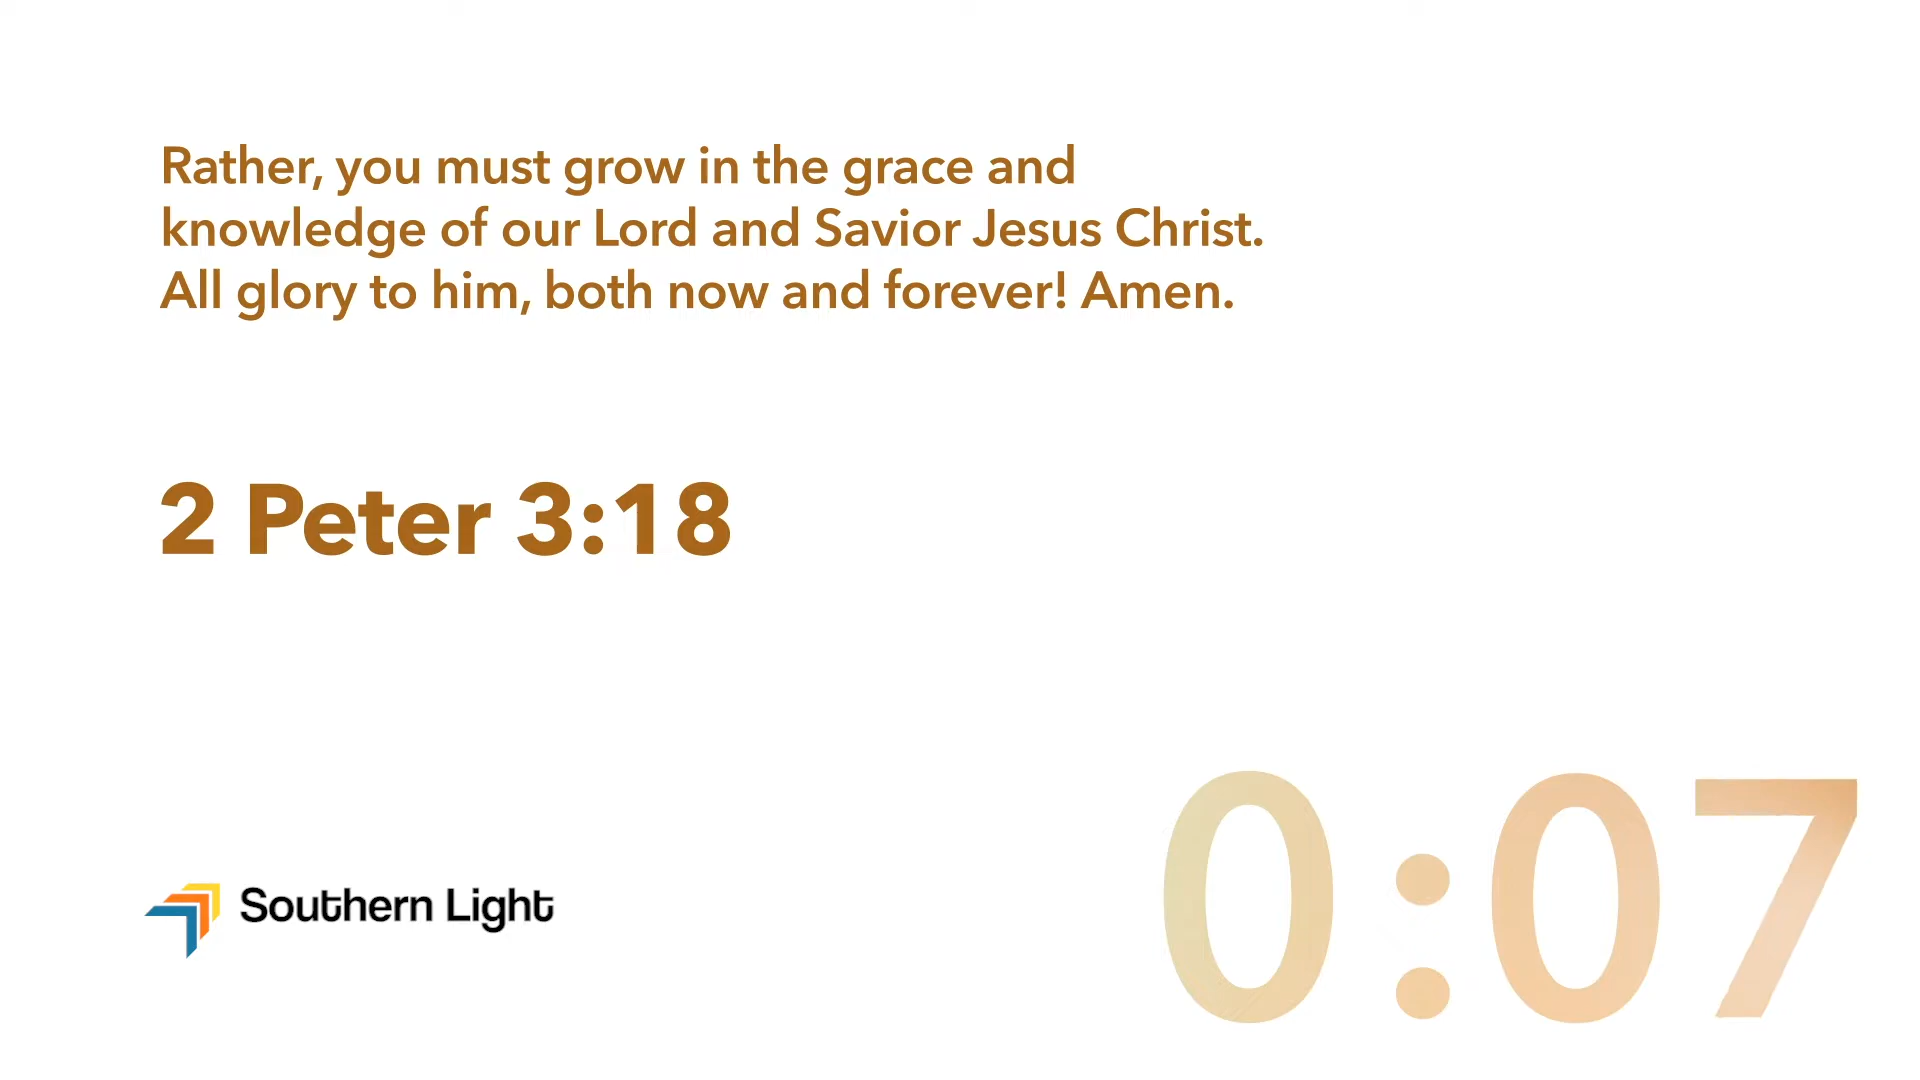 Rather, you must grow in the grace and
knowledge of our Lord and Savior Jesus Christ.
All glory to him, both now and forever! Amen.
2 Peter 3:18
Southern Light
0:07